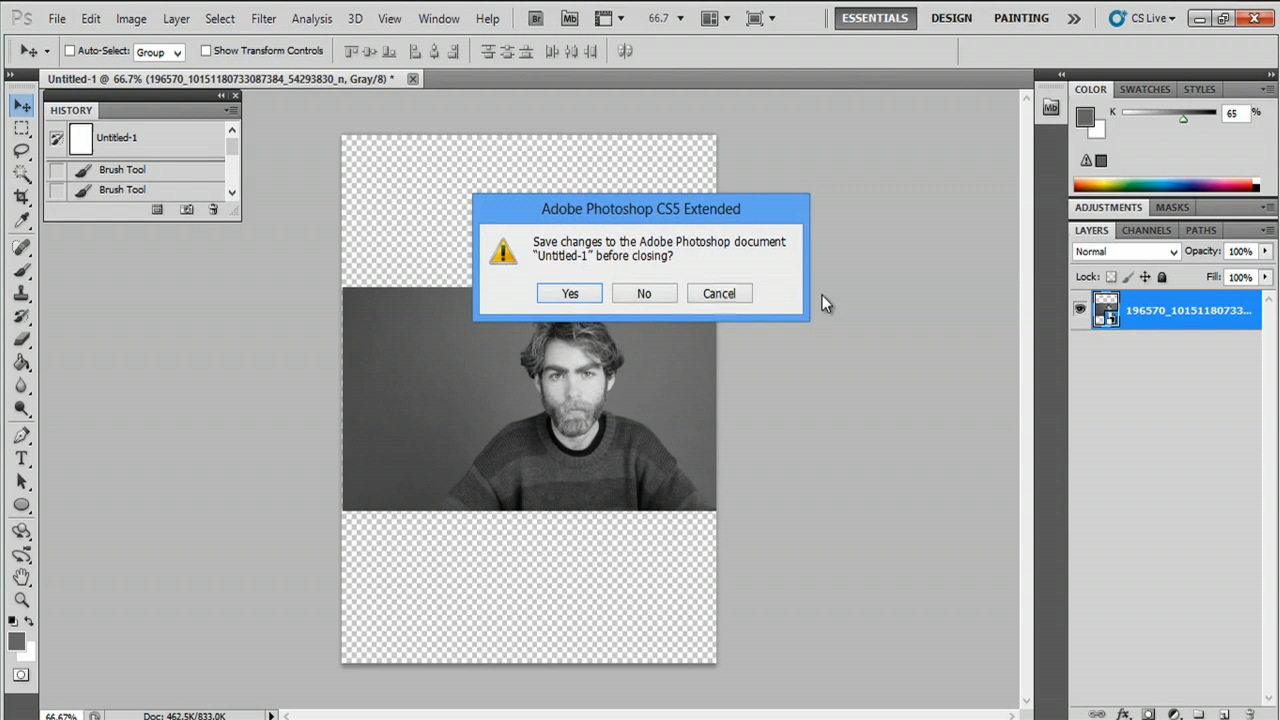 Ps File Edit Image Layer Select Filter Analysis 3D View Window Help Br Mb 66.7 ESSENTIALS DESIGN PAINTING CS Live
Auto-Select: Group Show Transform Controls
Untitled-1 @ 66.7% (196570_10151180733087384_54293830_n, Gray/8) *
HISTORY
Untitled-1
Brush Tool
Brush Tool
Adobe Photoshop CS5 Extended
Save changes to the Adobe Photoshop document
“Untitled-1” before closing?
Yes No Cancel
Mb
COLOR SWATCHES STYLES
K 65 %
ADJUSTMENTS MASKS
LAYERS CHANNELS PATHS
Normal Opacity: 100%
Lock: Fill: 100%
196570_10151180733...
T
66.67% Doc: 462.5K/833.0K
fx